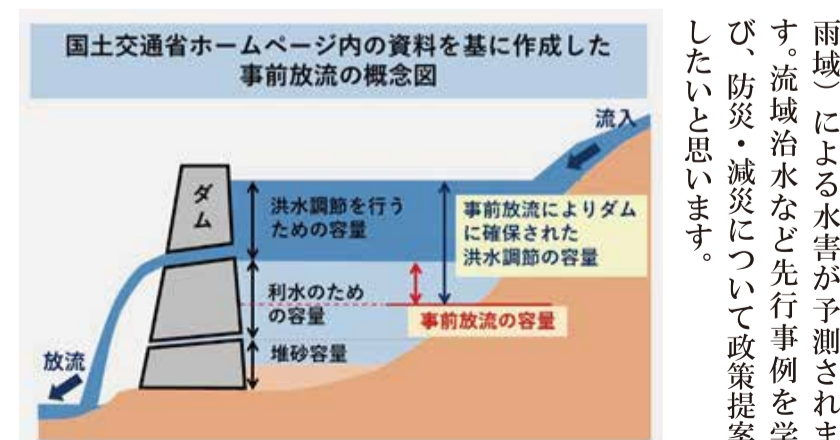 雨域）による水害が予測されま
す。流域治水など先行事例を学
び、防災・減災について政策提案
したいと思います。
国土交通省ホームページ内の資料を基に作成した
事前放流の概念図
流入
ダム
洪水調節を行う
ための容量
事前放流によりダム
に確保された
洪水調節の容量
利水のため
の容量
事前放流の容量
堆砂容量
放流